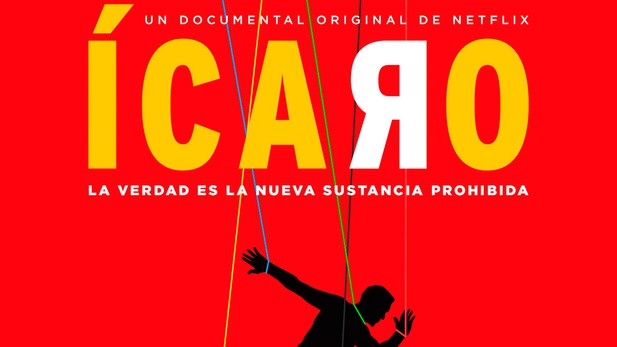 UN DOCUMENTAL ORIGINAL DE NETFLIX
ÍCAЯO
LA VERDAD ES LA NUEVA SUSTANCIA PROHIBIDA